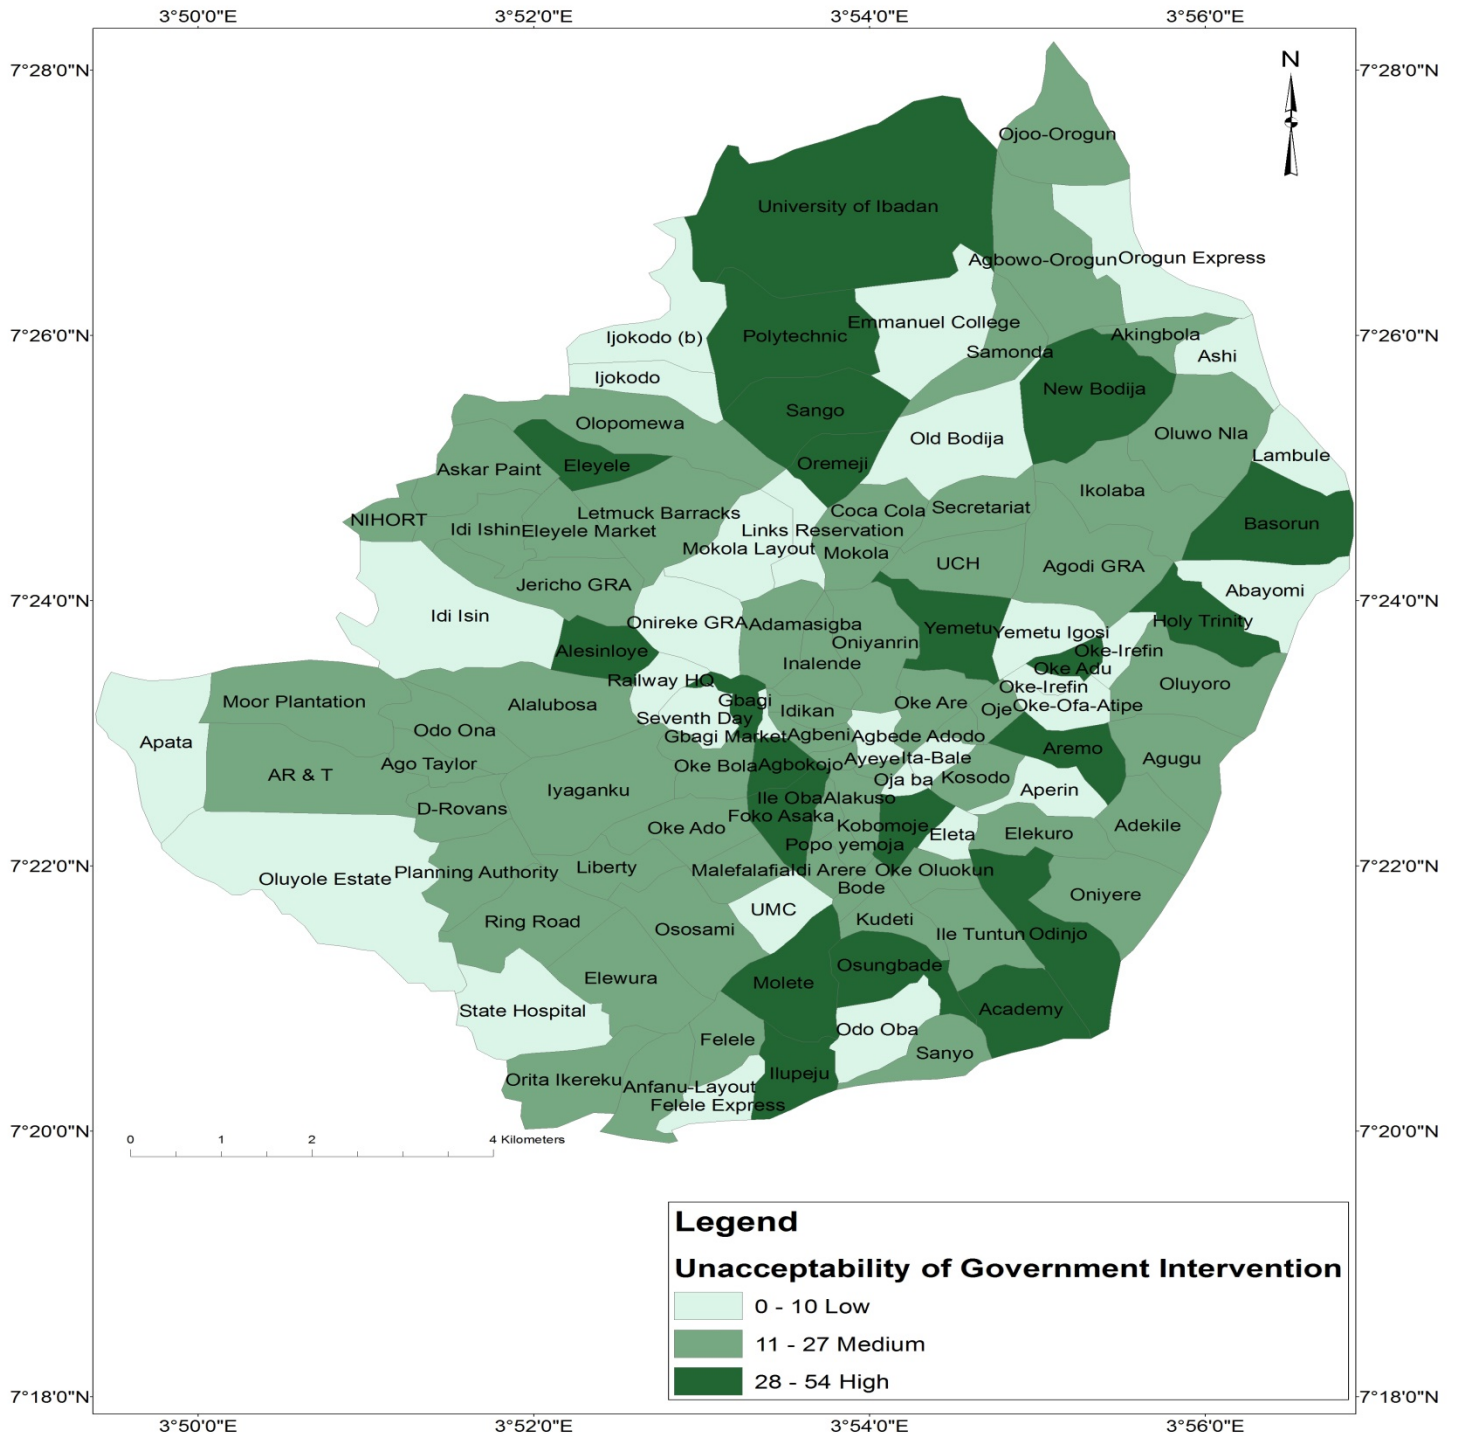 3°50'0"E
3°52'0"E
3°54'0"E
3°56'0"E
7°28'0"N
7°28'0"N
N
Ojoo-Orogun
University of Ibadan
Agbowo-Orogun
Orogun Express
Emmanuel College
7°26'0"N
Ijokodo (b)
Polytechnic
Akingbola
7°26'0"N
Samonda
Ashi
Ijokodo
New Bodija
Sango
Olopomewa
Oluwo Nla
Old Bodija
Lambule
Askar Paint
Eleyele
Oremeji
Ikolaba
NIHORT
Letmuck Barracks
Coca Cola
Secretariat
Basorun
Idi Ishin
Eleyele Market
Links Reservation
Mokola Layout
Mokola
UCH
Agodi GRA
Jericho GRA
Abayomi
7°24'0"N
7°24'0"N
Idi Isin
Onireke GRA
Adamasigba
Yemetu
Yemetu Igosi
Holy Trinity
Oniyanrin
Alesinloye
Oke-Irefin
Inalende
Oke Adu
Railway HQ
Oke-Irefin
Oluyoro
Moor Plantation
Alalubosa
Gbagi
Oke Are
Oje
Oke-Ofa-Atipe
Seventh Day
Idikan
Apata
Odo Ona
Gbagi Market
Agbeni
Agbede Adodo
Aremo
Ago Taylor
Oke Bola
Agbokojo
Ayeye
Ita-Bale
Agugu
AR & T
Oja ba
Kosodo
Iyaganku
Aperin
D-Rovans
Ile Oba
Alakuso
Foko Asaka
Oke Ado
Kobomoje
Eleta
Elekuro
Adekile
Popo yemoja
7°22'0"N
7°22'0"N
Oluyole Estate
Planning Authority
Liberty
Malefalafia
Idi Arere
Oke Oluokun
Bode
Oniyere
UMC
Ring Road
Ososami
Kudeti
Ile Tuntun
Odinjo
Elewura
Molete
Osungbade
State Hospital
Academy
Odo Oba
Felele
Sanyo
Orita Ikereku
Anfanu-Layout
Ilupeju
Felele Express
7°20'0"N
7°20'0"N
0 1 2 4 Kilometers
Legend
Unacceptability of Government Intervention
0 - 10 Low
11 - 27 Medium
28 - 54 High
7°18'0"N
7°18'0"N
3°50'0"E
3°52'0"E
3°54'0"E
3°56'0"E